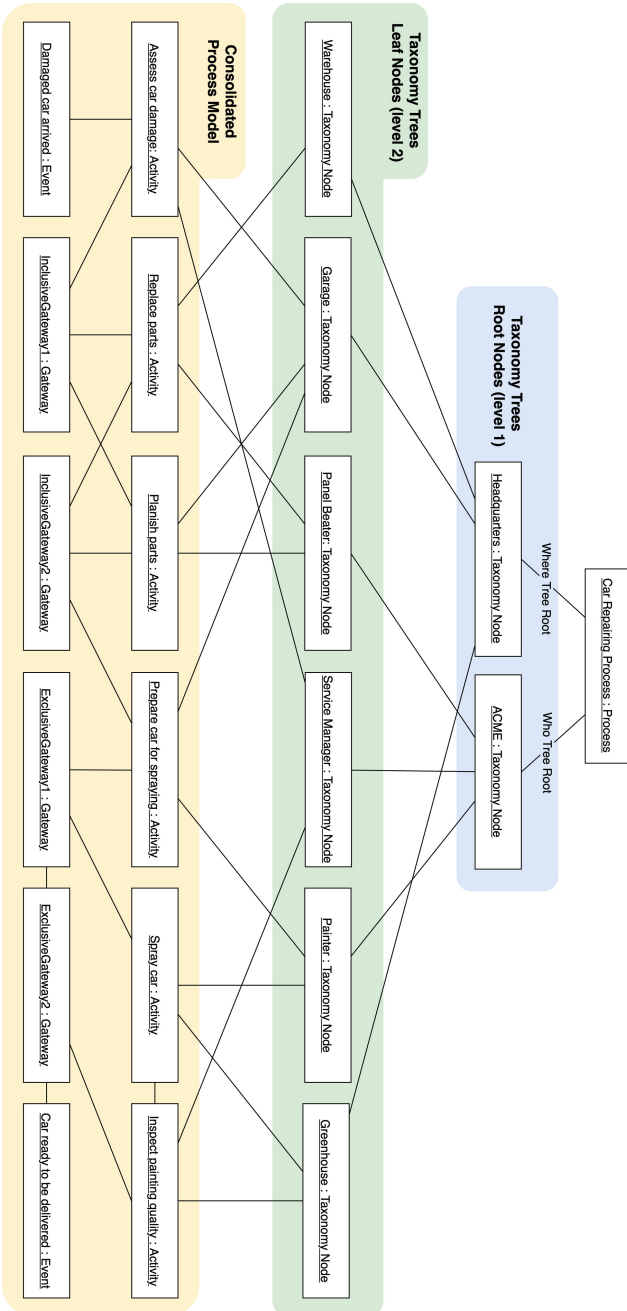 Car Repairing Process : Process
Where Tree Root
Who Tree Root
Taxonomy Trees
Root Nodes (level 1)
Headquarters : Taxonomy Node
ACME : Taxonomy Node
Taxonomy Trees
Leaf Nodes (level 2)
Warehouse : Taxonomy Node
Garage : Taxonomy Node
Panel Beater: Taxonomy Node
Service Manager : Taxonomy Node
Painter : Taxonomy Node
Greenhouse : Taxonomy Node
Consolidated
Process Model
Assess car damage: Activity
Replace parts : Activity
Planish parts : Activity
Prepare car for spraying : Activity
Spray car : Activity
Inspect painting quality : Activity
Damaged car arrived : Event
InclusiveGateway1 : Gateway
InclusiveGateway2 : Gateway
ExclusiveGateway1 : Gateway
ExclusiveGateway2 : Gateway
Car ready to be delivered : Event